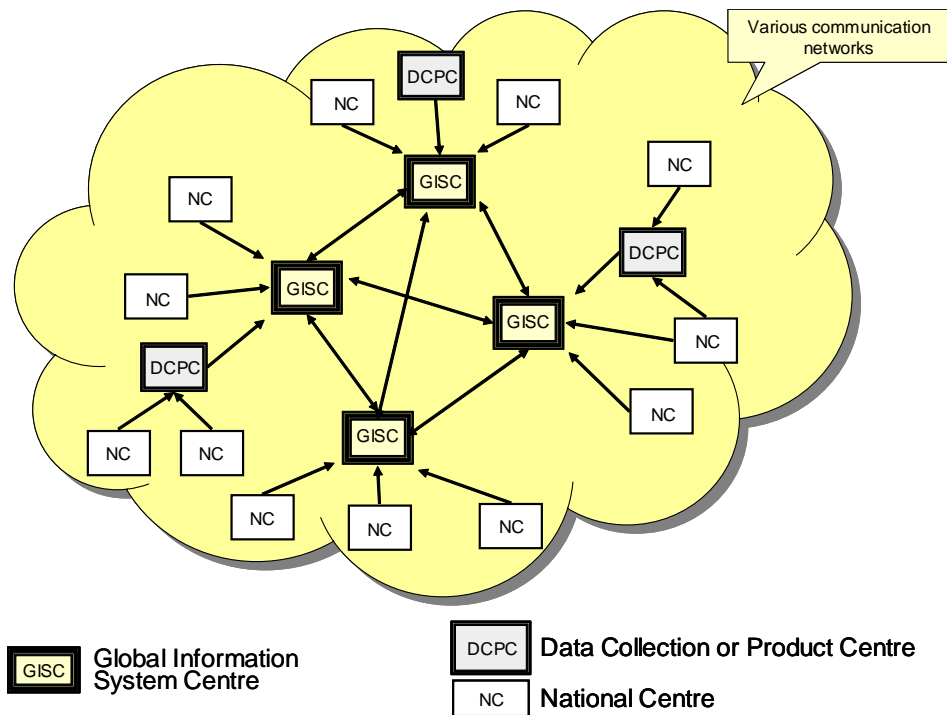 Various communication
networks
DCPC
NC
NC
GISC
NC
NC
DCPC
NC
GISC
NC
GISC
NC
DCPC
NC
GISC
NC
NC
NC
NC
NC
GISC
Global Information
System Centre
DCPC
Data Collection or Product Centre
NC
National Centre